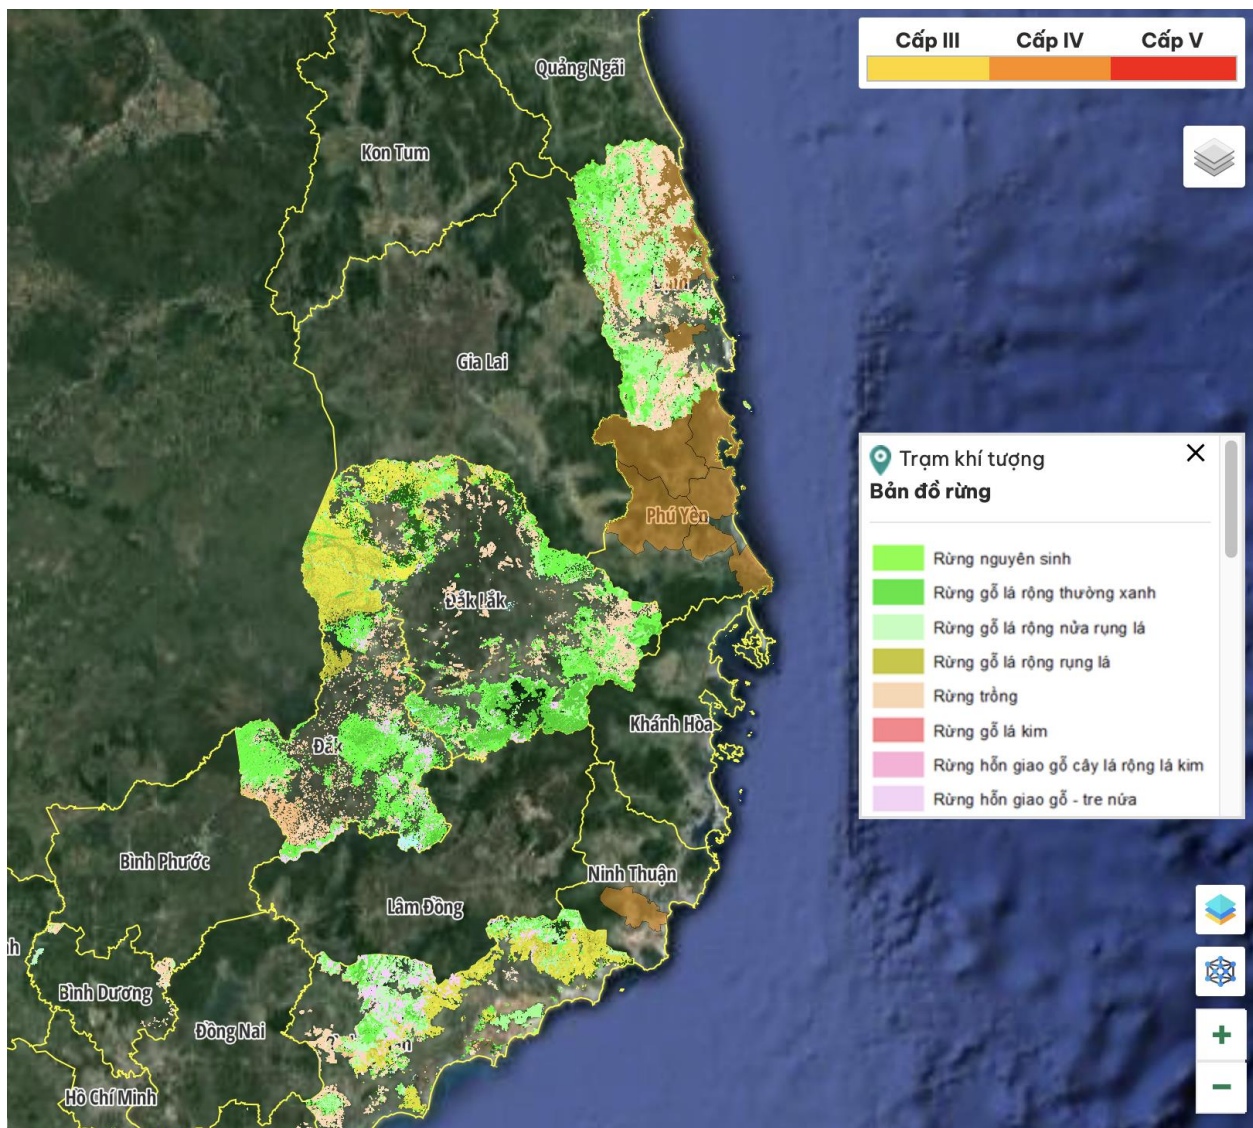 Cấp III Cấp IV Cấp V
Quảng Ngãi
Kon Tum
Gia Lai
Trạm khí tượng
Bản đồ rừng
Phú Yên
Rừng nguyên sinh
Rừng gỗ lá rộng thường xanh
Đắk Lắk
Rừng gỗ lá rộng nửa rụng lá
Rừng gỗ lá rộng rụng lá
Rừng trồng
Khánh Hòa
Rừng gỗ lá kim
Đắk
Rừng hỗn giao gỗ cây lá rộng lá kim
Rừng hỗn giao gỗ - tre nứa
Bình Phước
Ninh Thuận
Lâm Đồng
Bình Dương
Đồng Nai
Hồ Chí Minh